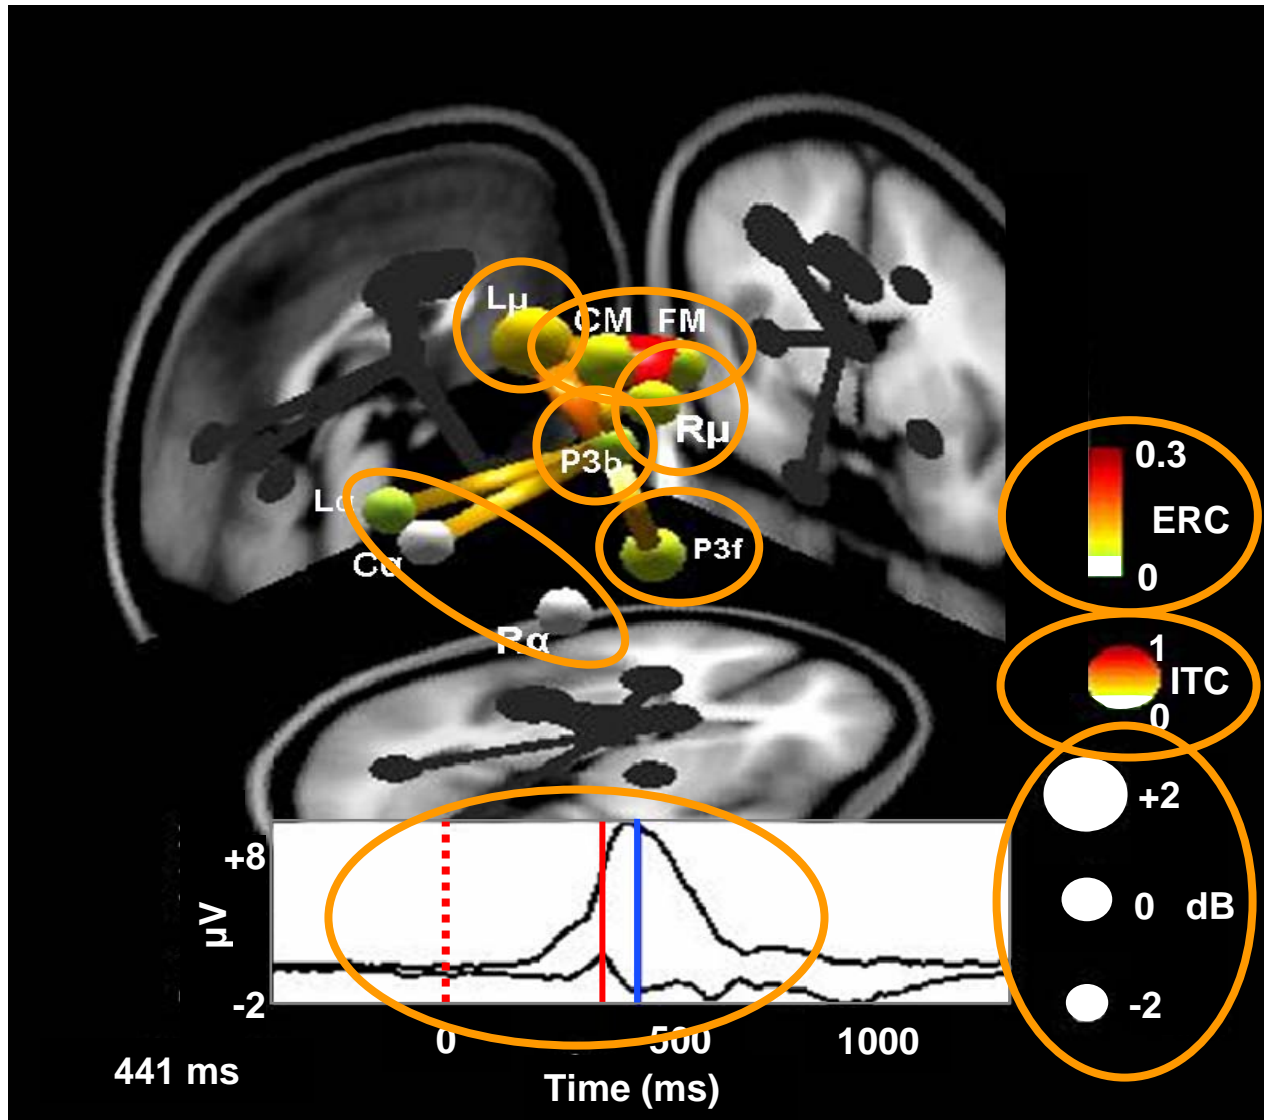 Lμ
CM FM
Rμ
P3b
Lα
P3f
Cα
Rα
0.3
ERC
0
1
ITC
0
+2
0 dB
-2
+8
μV
-2
0 500 1000
441 ms
Time (ms)